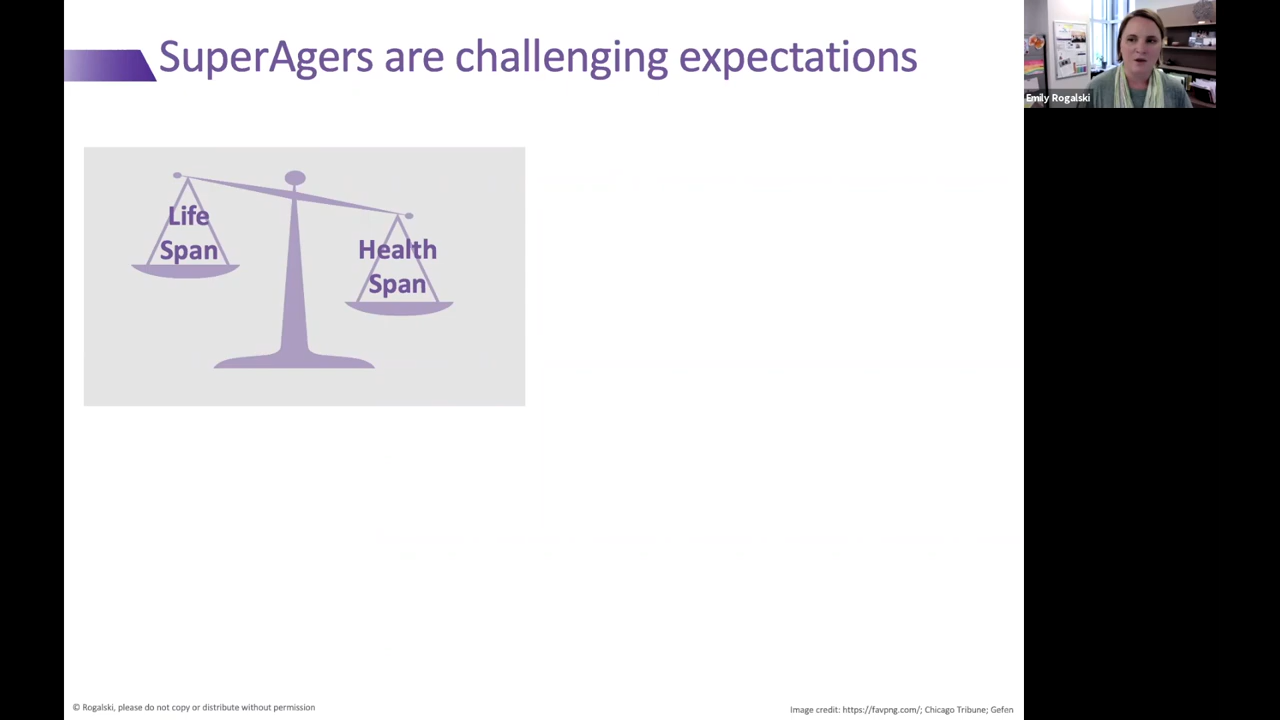 SuperAgers are challenging expectations
Emily Rogalski
Life
Span
Health
Span
© Rogalski, please do not copy or distribute without permission
Image credit: https://favpng.com/; Chicago Tribune; Gefen